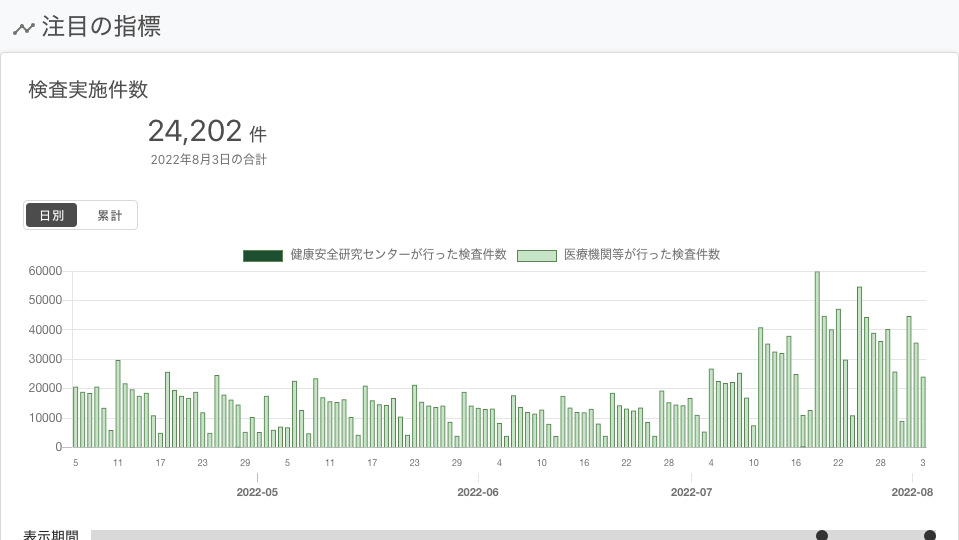 注目の指標
検査実施件数
24,202 件
2022年8月3日の合計
日別 累計
健康安全研究センターが行った検査件数 医療機関等が行った検査件数
60000
50000
40000
30000
20000
10000
0
5 11 17 23 29 5 11 17 23 29 4 10 16 22 28 4 10 16 22 28 3
2022-05 2022-06 2022-07 2022-08
表示期間